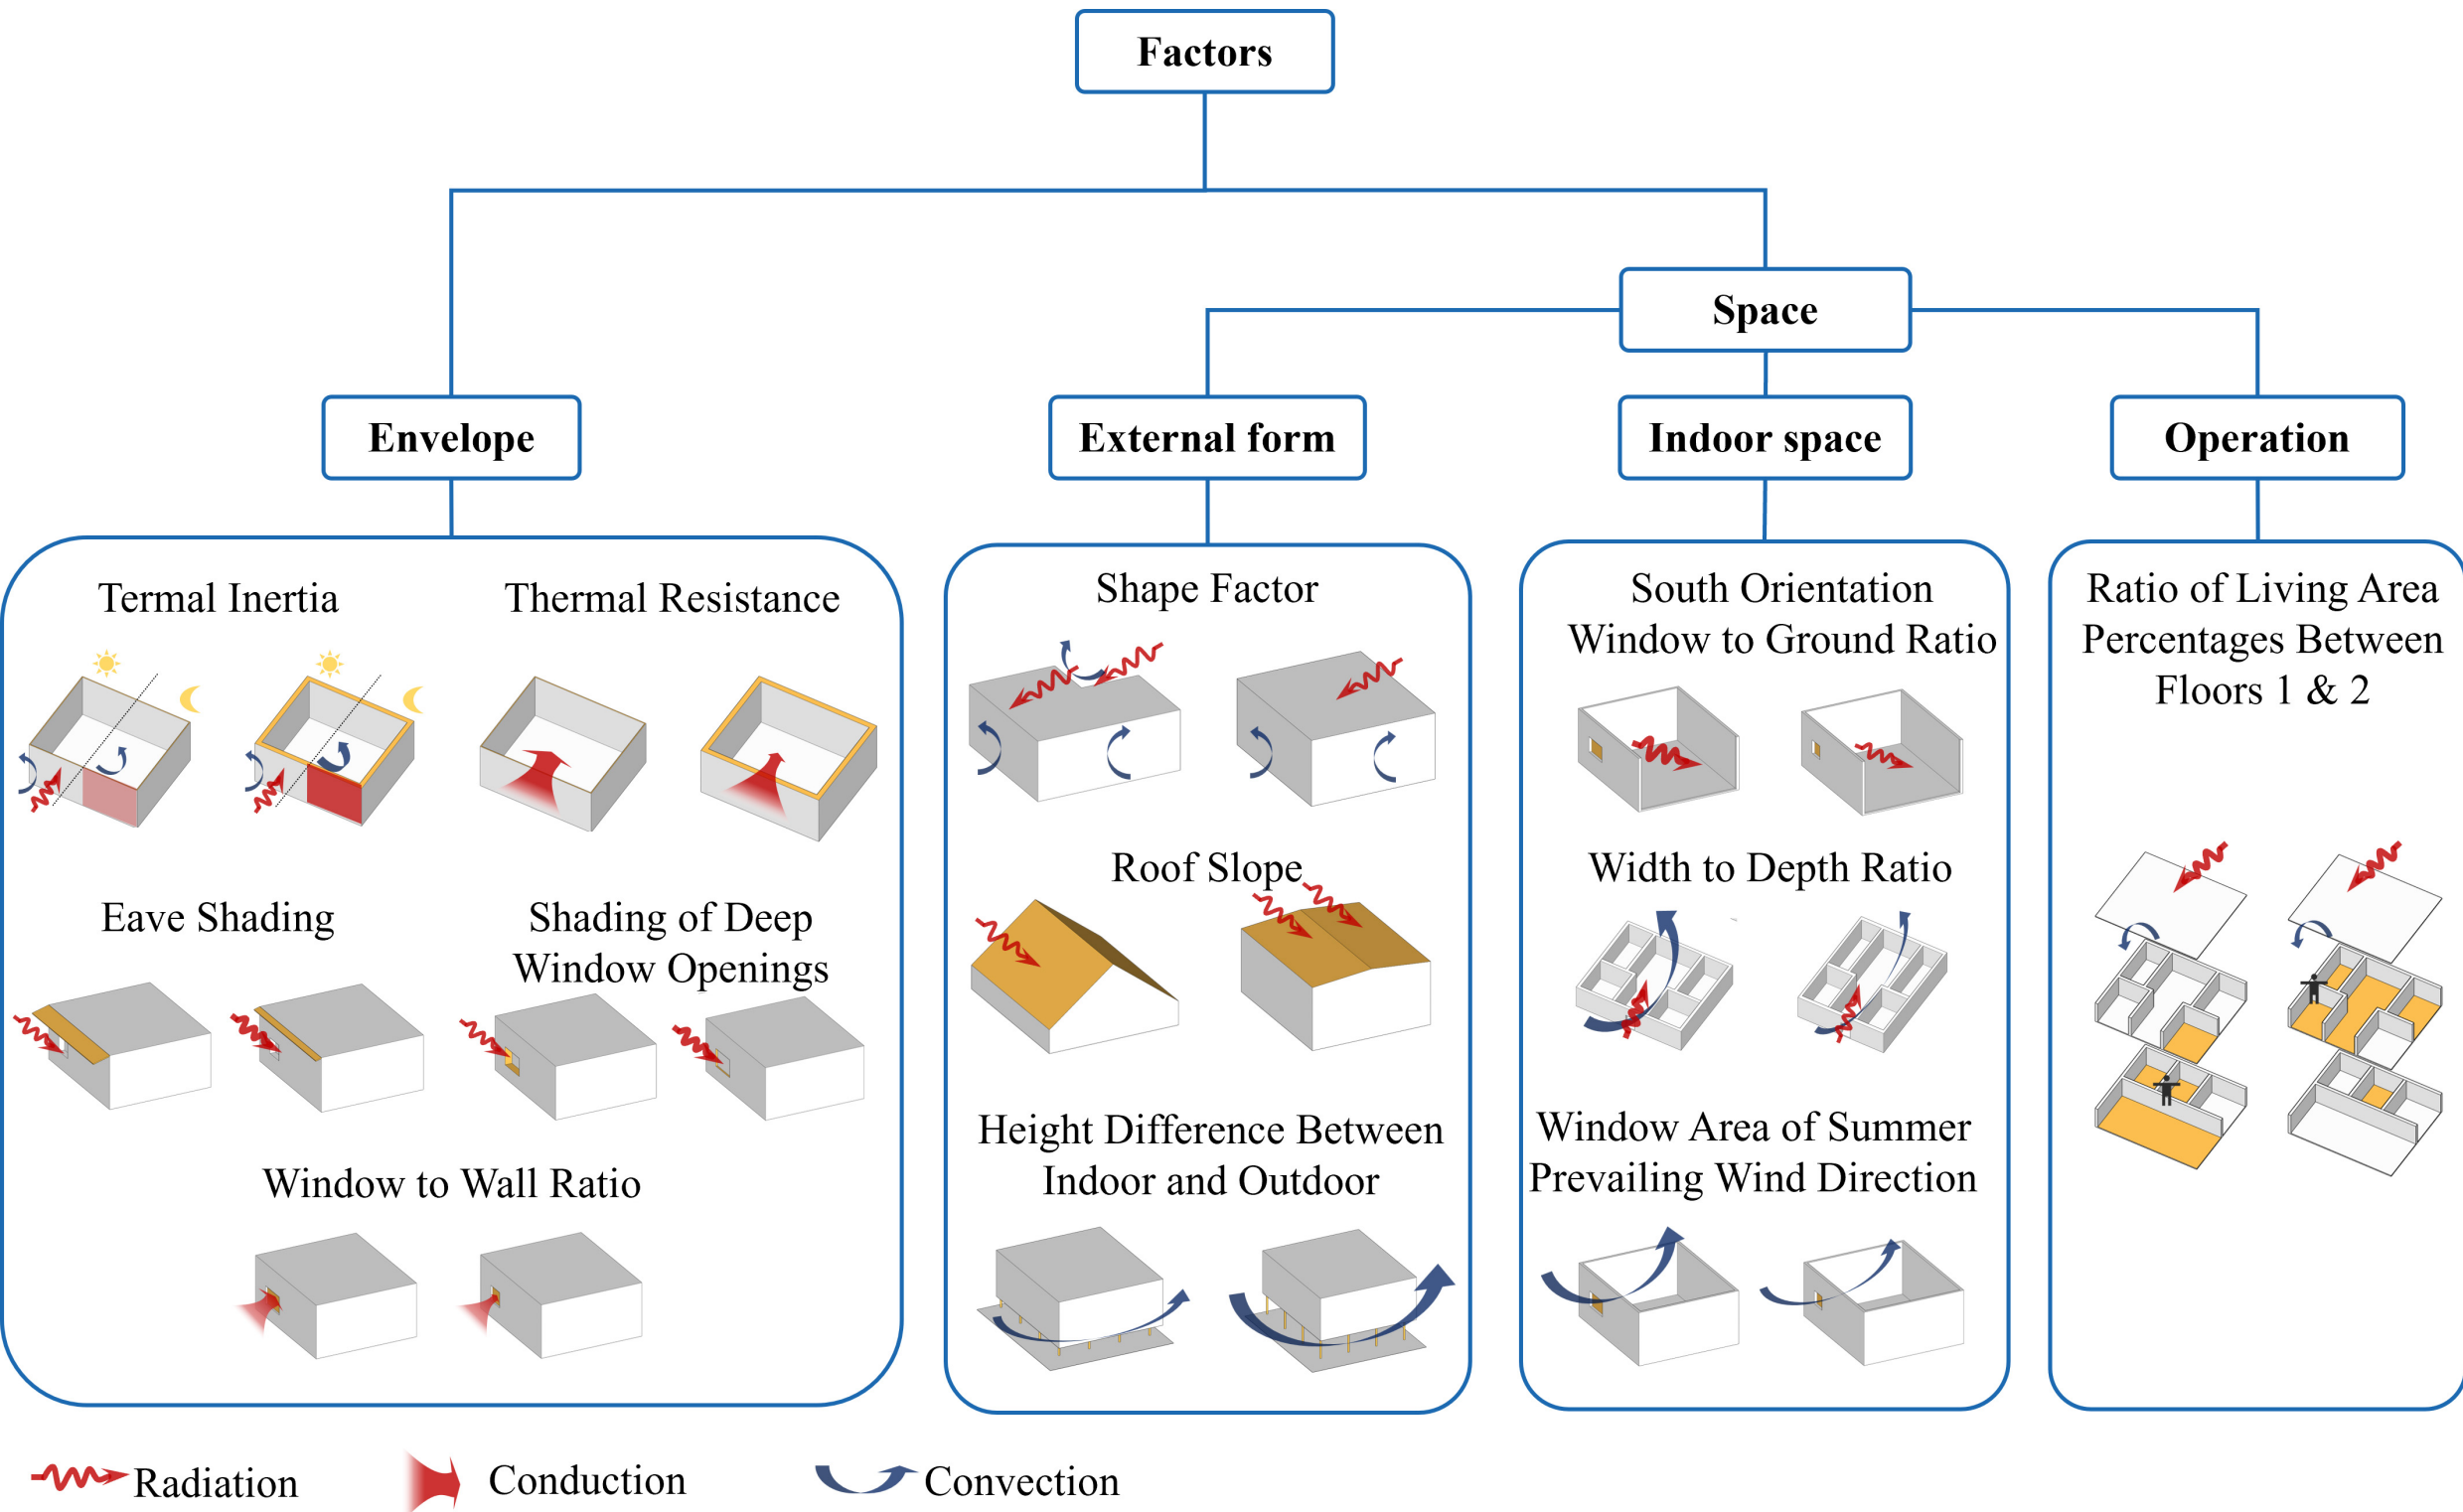 Factors
Space
Envelope
External form
Indoor space
Operation
Termal Inertia
Thermal Resistance
Eave Shading
Shading of Deep
Window Openings
Window to Wall Ratio
Shape Factor
Roof Slope
Height Difference Between
Indoor and Outdoor
South Orientation
Window to Ground Ratio
Width to Depth Ratio
Window Area of Summer
Prevailing Wind Direction
Ratio of Living Area
Percentages Between
Floors 1 & 2
Radiation
Conduction
Convection